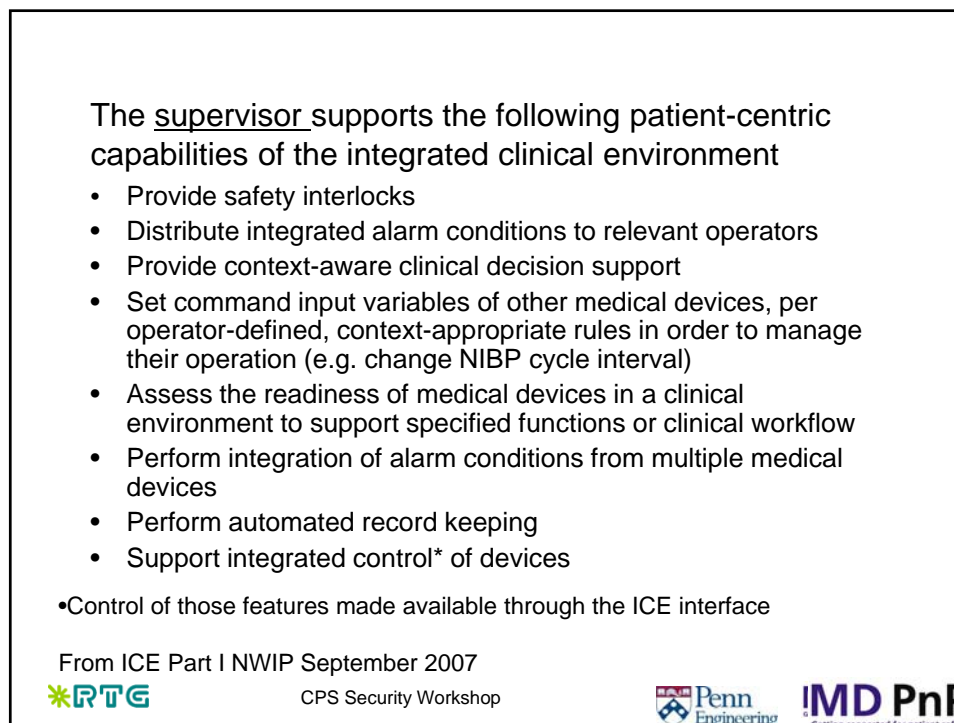 The supervisor supports the following patient-centric
capabilities of the integrated clinical environment
• Provide safety interlocks
• Distribute integrated alarm conditions to relevant operators
• Provide context-aware clinical decision support
• Set command input variables of other medical devices, per
operator-defined, context-appropriate rules in order to manage
their operation (e.g. change NIBP cycle interval)
• Assess the readiness of medical devices in a clinical
environment to support specified functions or clinical workflow
• Perform integration of alarm conditions from multiple medical
devices
• Perform automated record keeping
• Support integrated control* of devices
•Control of those features made available through the ICE interface
From ICE Part I NWIP September 2007
RTG
CPS Security Workshop
Penn
Engineering
MD PnP